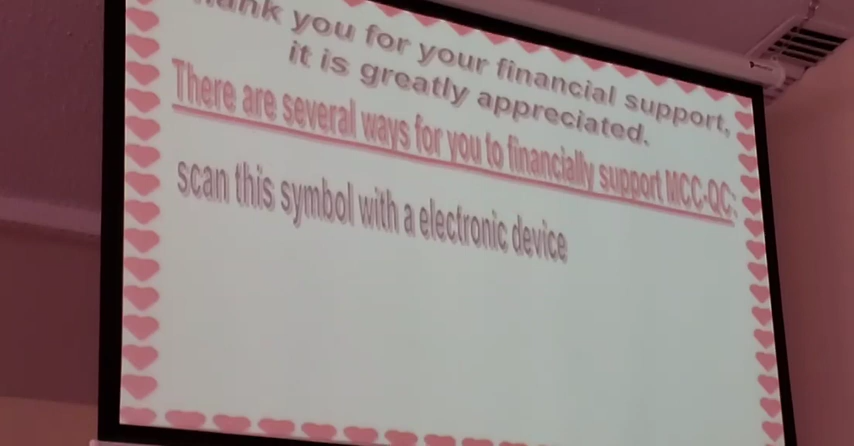 you for your financial support,
it is greatly appreciated.
There are several ways for you to financially support MCC-QC:
scan this symbol with a electronic device